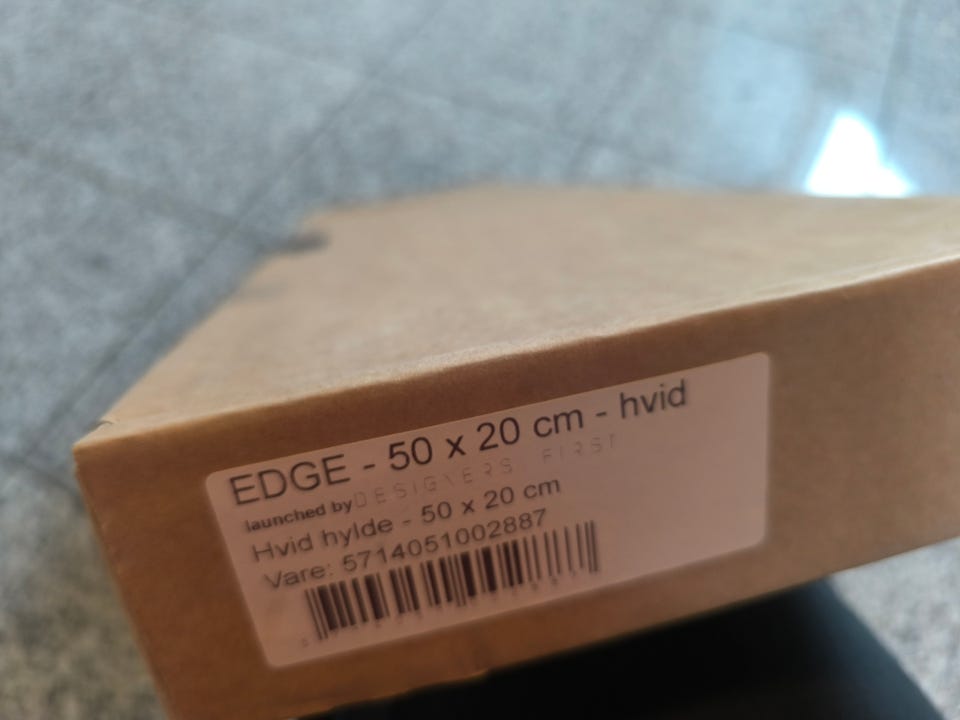 EDGE - 50 x 20 cm - hvid
launched by DESIGNERS FIRST
Hvid hylde - 50 x 20 cm
Vare: 5714051002887